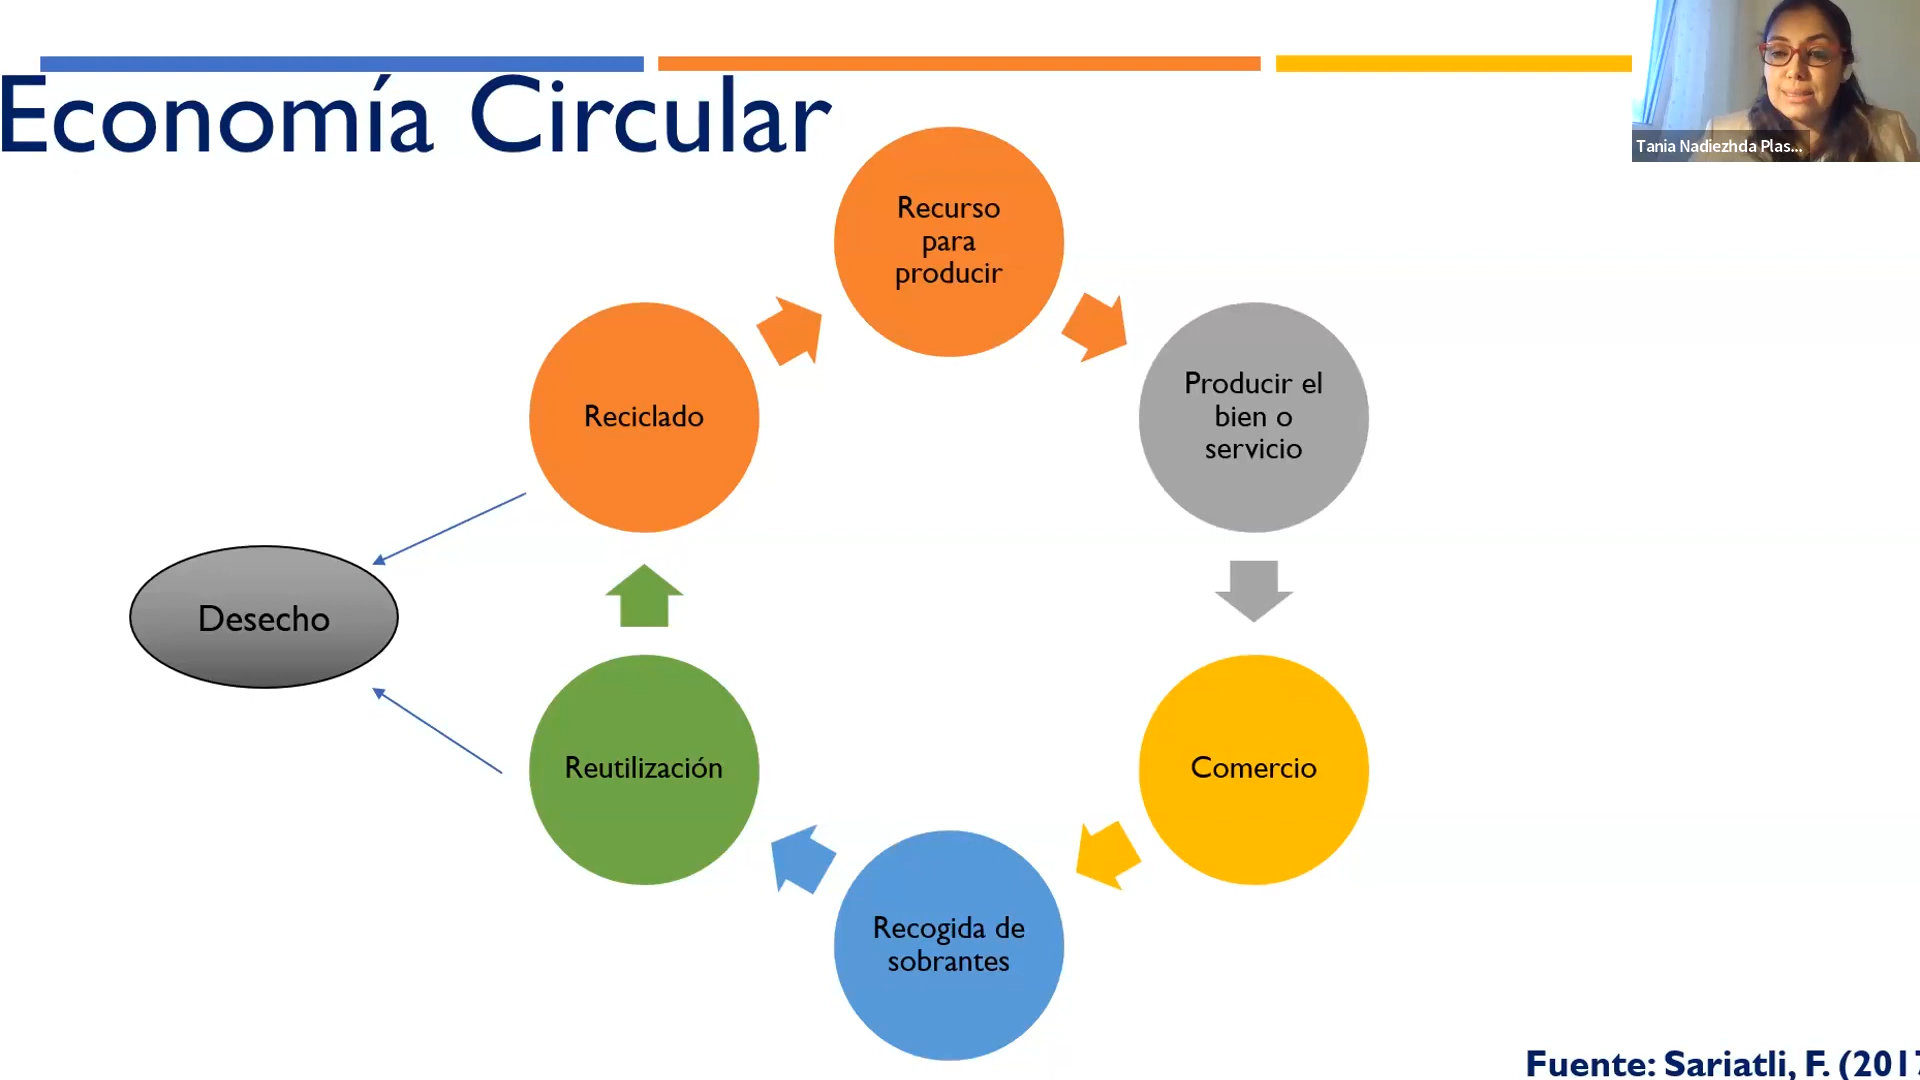 Economía Circular
Tania Nadiezhda Plas...
Recurso
para
producir
Producir el
bien o
servicio
Comercio
Recogida de
sobrantes
Reutilización
Reciclado
Desecho
Fuente: Sariatli, F. (2017